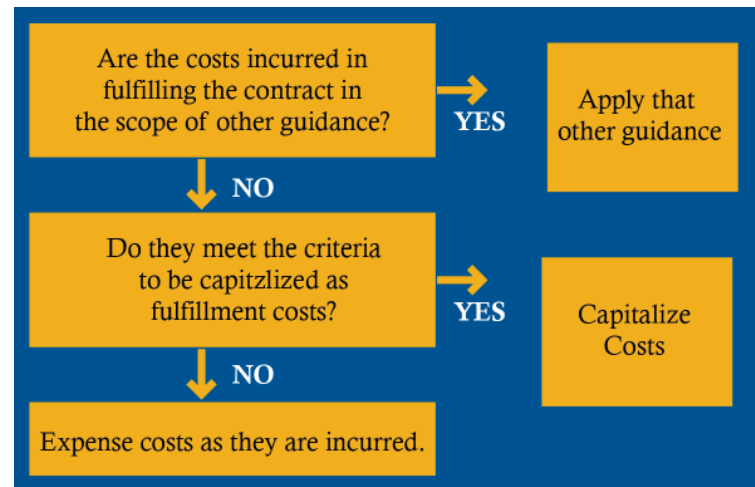 Are the costs incurred in
fulfilling the contract in
the scope of other guidance?
YES
Apply that
other guidance
NO
Do they meet the criteria
to be capitzlized as
fulfillment costs?
YES
Capitalize
Costs
NO
Expense costs as they are incurred.